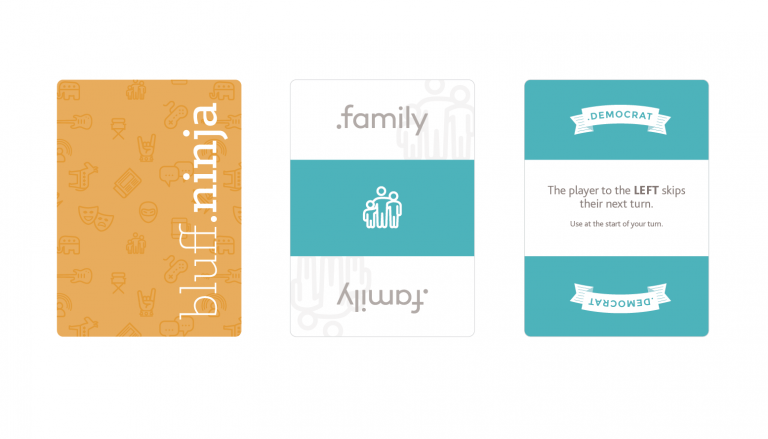 bluff.ninja
.family
.family
.DEMOCRAT
The player to the LEFT skips
their next turn.
Use at the start of your turn.
.DEMOCRAT